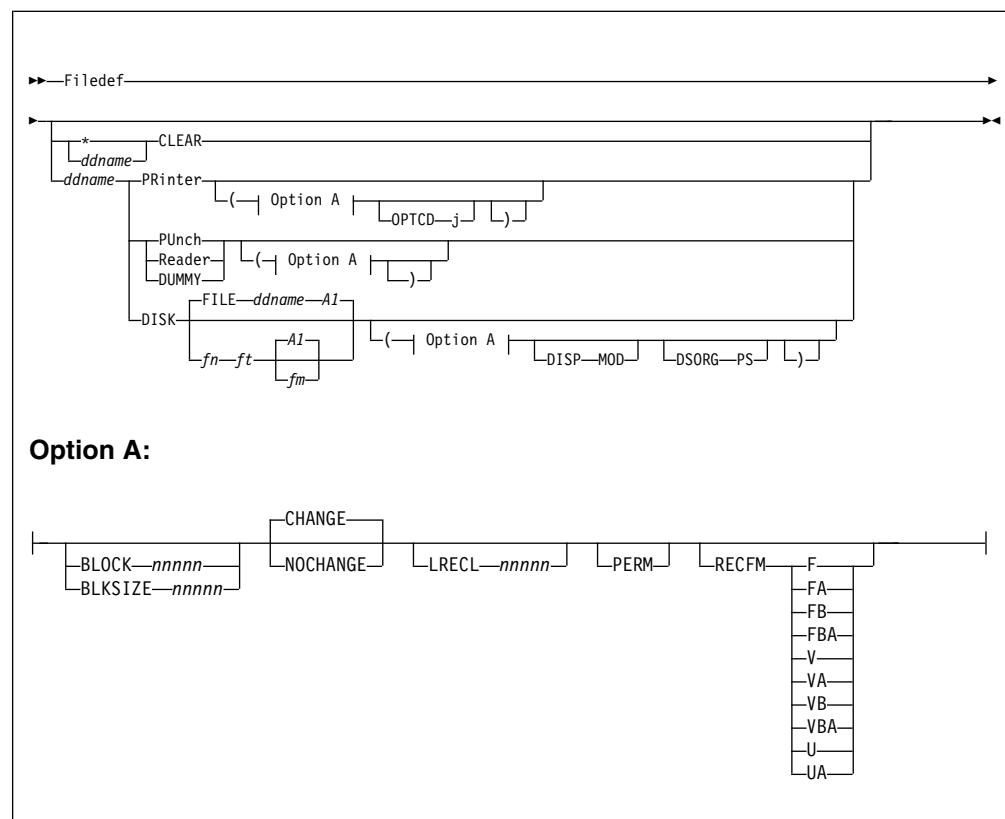 Filedef
* CLEAR
ddname
ddname PRinter
( Option A
OPTCD j )
PUnch
Reader ( Option A
DUMMY )
FILE ddname A1
DISK
( Option A
fn ft A1 DISP MOD DSORG PS )
fm
Option A:
CHANGE
BLOCK nnnnn NOCHANGE LRECL nnnnn PERM RECFM F
BLKSIZE nnnnn FA
FB
FBA
V
VA
VB
VBA
U
UA